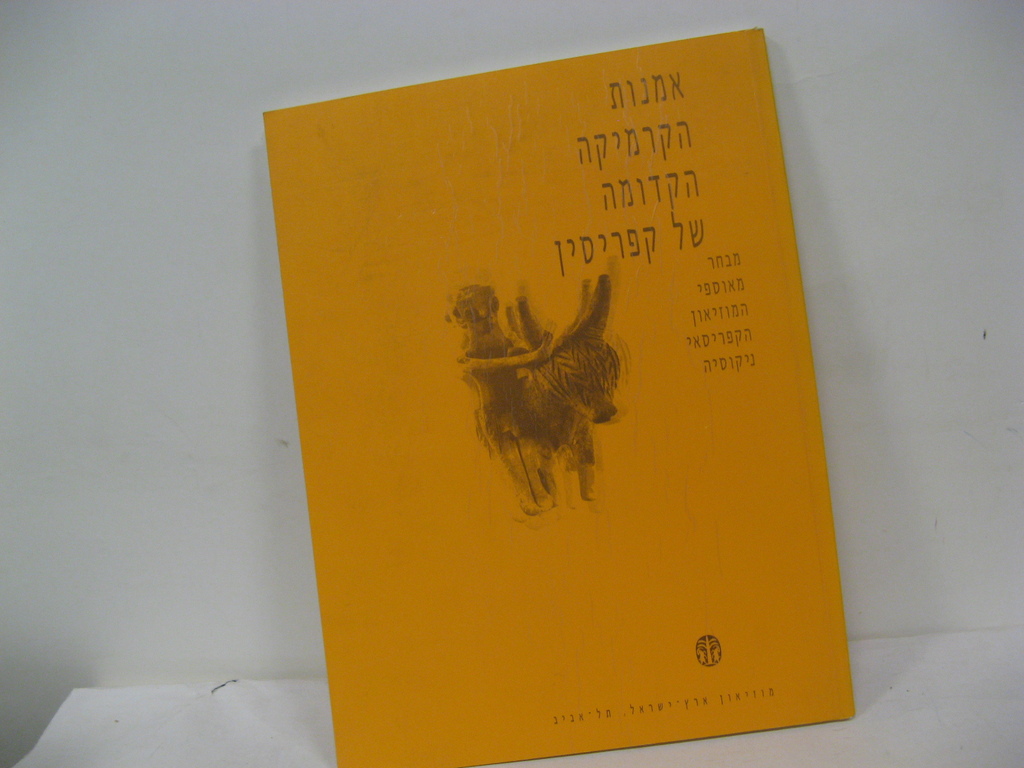 אמנות
הקרמיקה
הקדומה
של קפריסין
מבחר
מאוספי
המוזיאון
הקפריסאי
ניקוסיה
מוזיאון ארץ-ישראל, תל-אביב